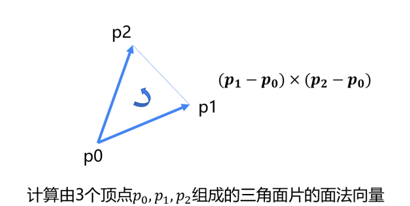 p2
(p₁ − p₀) × (p₂ − p₀)
p1
p0
计算由3个顶点p₀, p₁, p₂组成的三角面片的面法向量